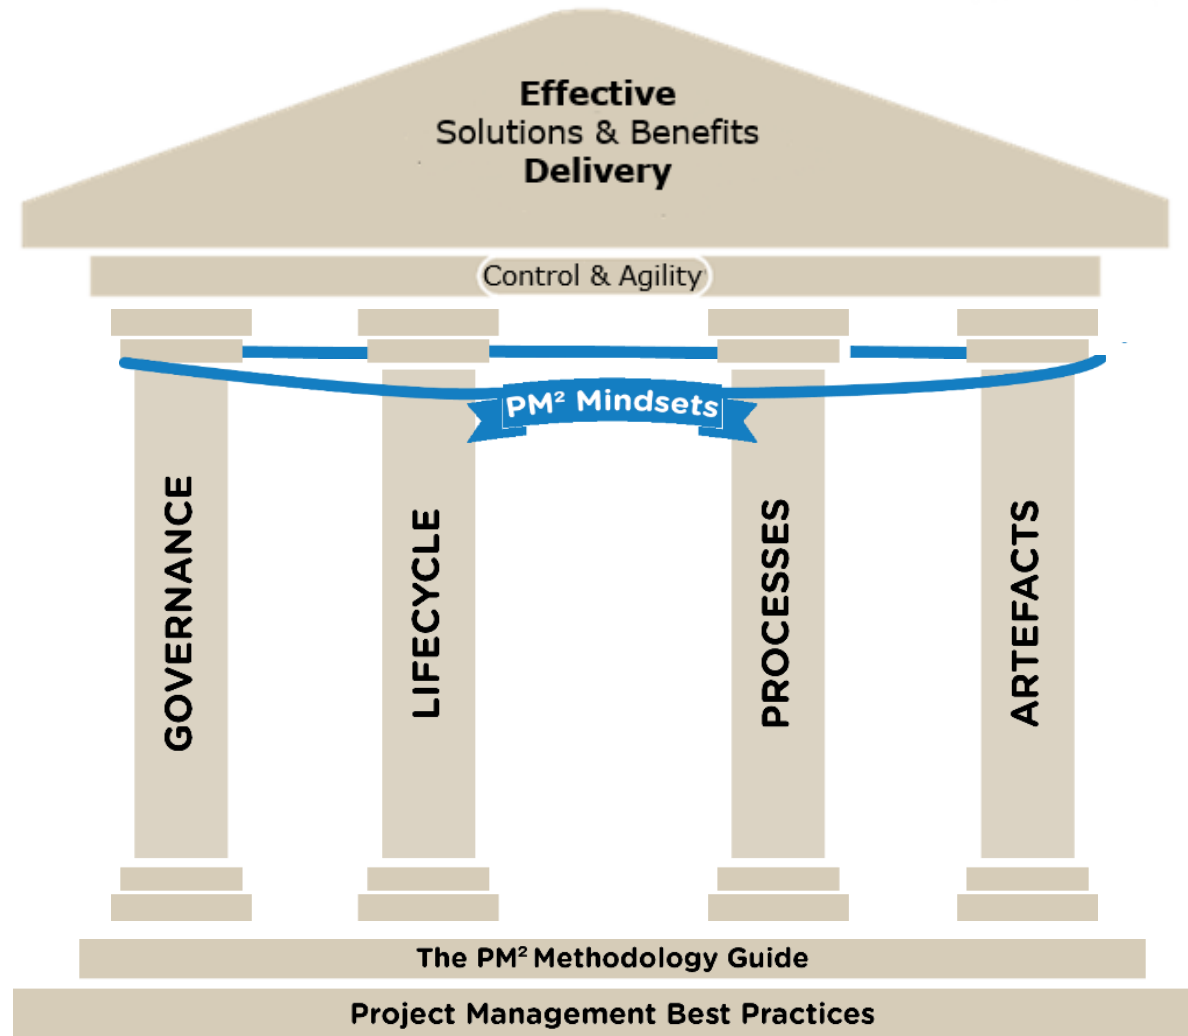 Effective
Solutions & Benefits
Delivery
Control & Agility
PM² Mindsets
GOVERNANCE
LIFECYCLE
PROCESSES
ARTEFACTS
The PM² Methodology Guide
Project Management Best Practices